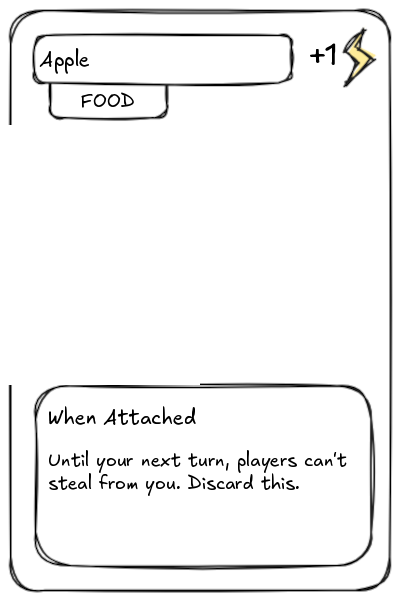 Apple
+1
FOOD
When Attached
Until your next turn, players can't
steal from you. Discard this.